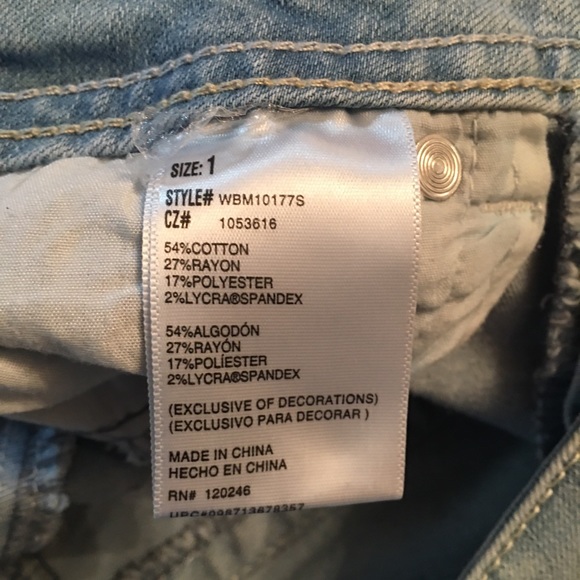 SIZE: 1
STYLE# WBM10177S
CZ# 1053616
54%COTTON
27%RAYON
17%POLYESTER
2%LYCRA®SPANDEX
54%ALGODÓN
27%RAYÓN
17%POLÍESTER
2%LYCRA®SPANDEX
(EXCLUSIVE OF DECORATIONS)
(EXCLUSIVO PARA DECORAR )
MADE IN CHINA
HECHO EN CHINA
RN# 120246